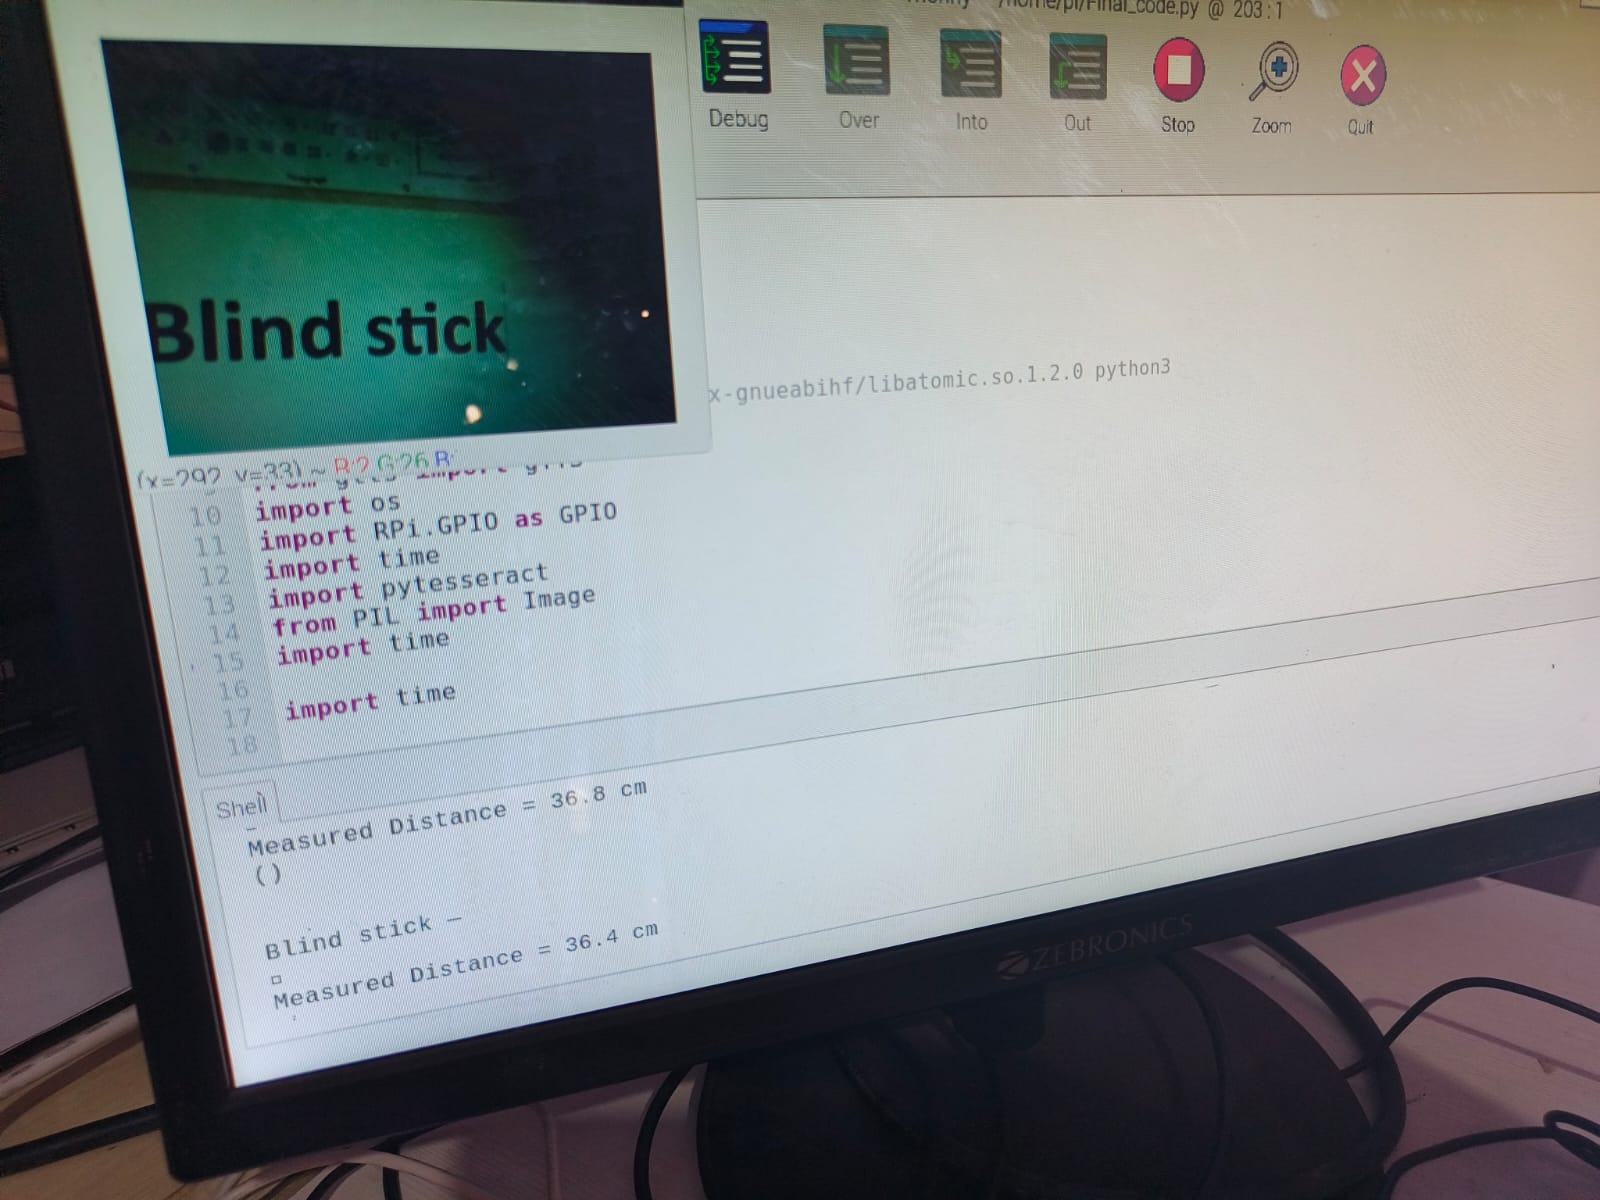 /home/pi/Final_code.py @ 203 : 1
Debug
Over
Into
Out
Stop
Zoom
Quit
Blind stick
x-gnueabihf/libatomic.so.1.2.0 python3
(x=292, y=33) ~ R:2 G:26 B:
10 import os
11 import RPi.GPIO as GPIO
12 import time
13 import pytesseract
14 from PIL import Image
15 import time
16
17 import time
18
Shell
Measured Distance = 36.8 cm
()
Blind stick —
Measured Distance = 36.4 cm
ZEBRONICS